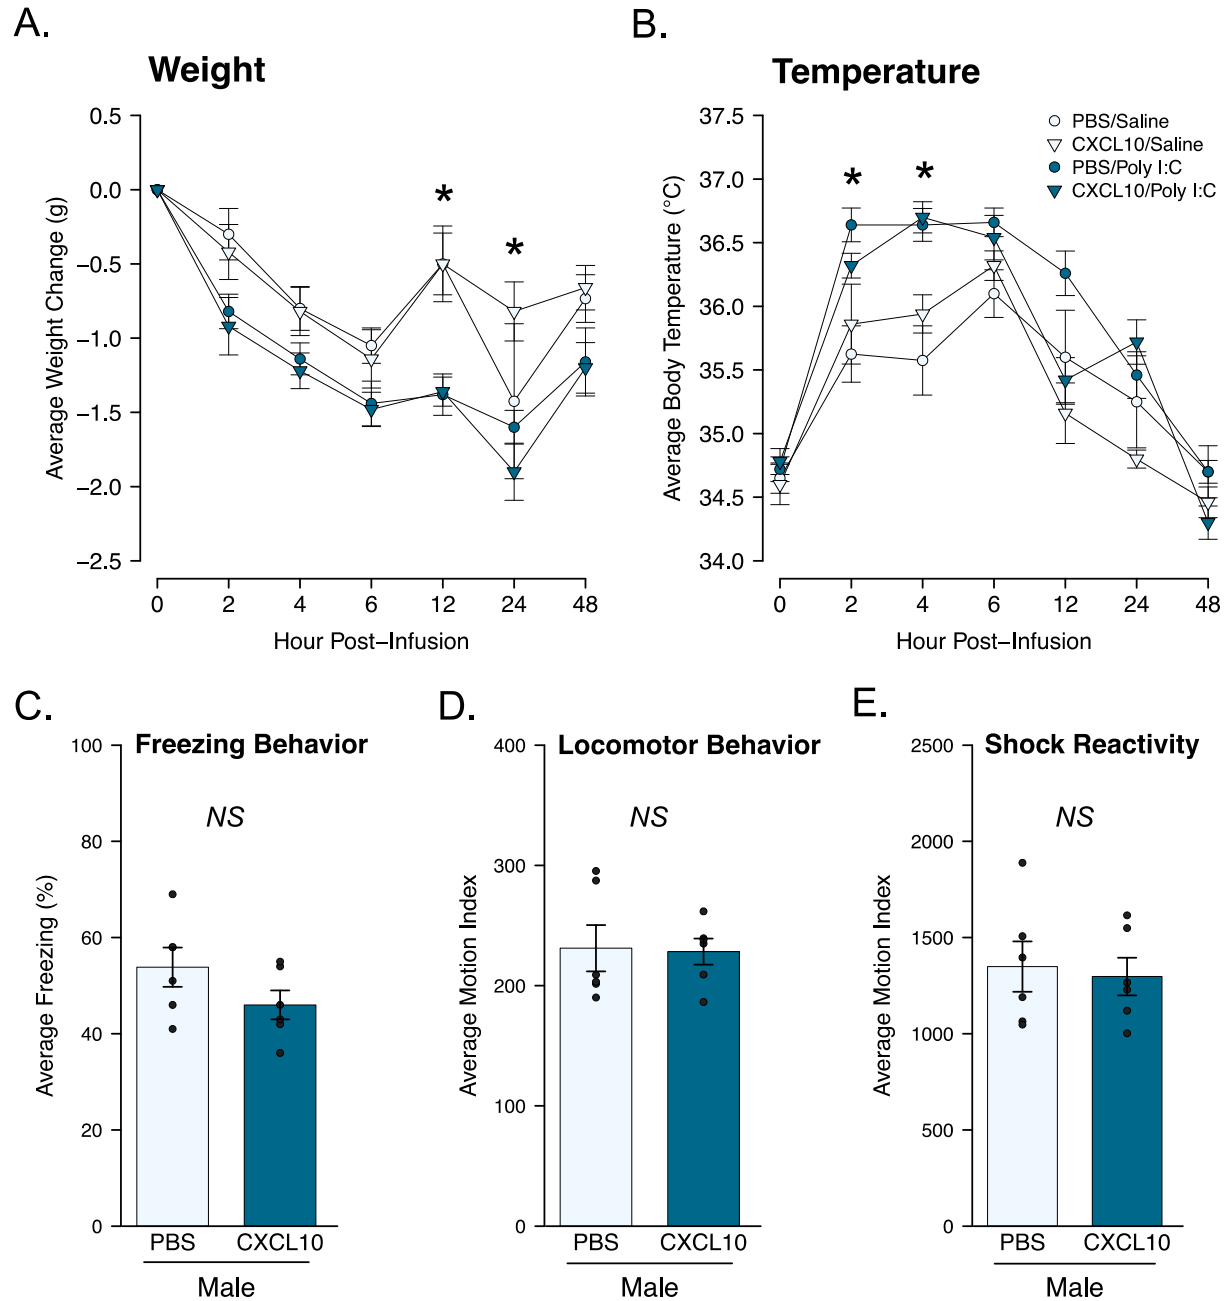 A.
Weight
0.5
0.0
−0.5
−1.0
−1.5
−2.0
−2.5
Average Weight Change (g)
*
*
0 2 4 6 12 24 48
Hour Post−Infusion
B.
Temperature
37.5
37.0
36.5
36.0
35.5
35.0
34.5
34.0
Average Body Temperature (°C)
PBS/Saline
CXCL10/Saline
PBS/Poly I:C
CXCL10/Poly I:C
*
*
0 2 4 6 12 24 48
Hour Post−Infusion
C.
Freezing Behavior
NS
100
80
60
40
20
0
Average Freezing (%)
PBS CXCL10
Male
D.
Locomotor Behavior
NS
400
300
200
100
0
Average Motion Index
PBS CXCL10
Male
E.
Shock Reactivity
NS
2500
2000
1500
1000
500
0
Average Motion Index
PBS CXCL10
Male